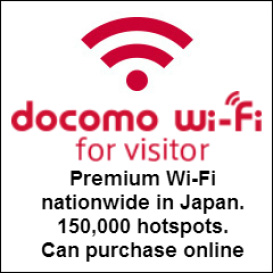 docomo Wi-Fi
for visitor
Premium Wi-Fi
nationwide in Japan.
150,000 hotspots.
Can purchase online